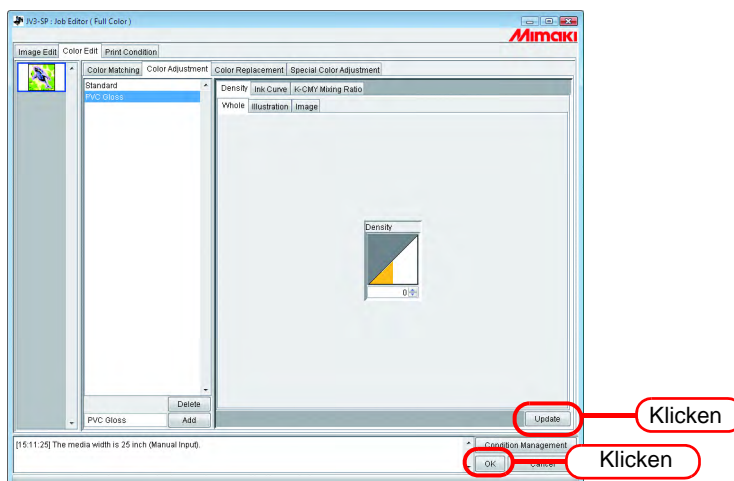 JV3-SP : Job Editor ( Full Color )
Mimaki
Image Edit Color Edit Print Condition
Color Matching Color Adjustment Color Replacement Special Color Adjustment
Standard
PVC Gloss
Density Ink Curve K-CMY Mixing Ratio
Whole Illustration Image
Density
0
Delete
PVC Gloss Add
Update
Klicken
[15:11:25] The media width is 25 inch (Manual Input).
Condition Management
OK Cancel
Klicken